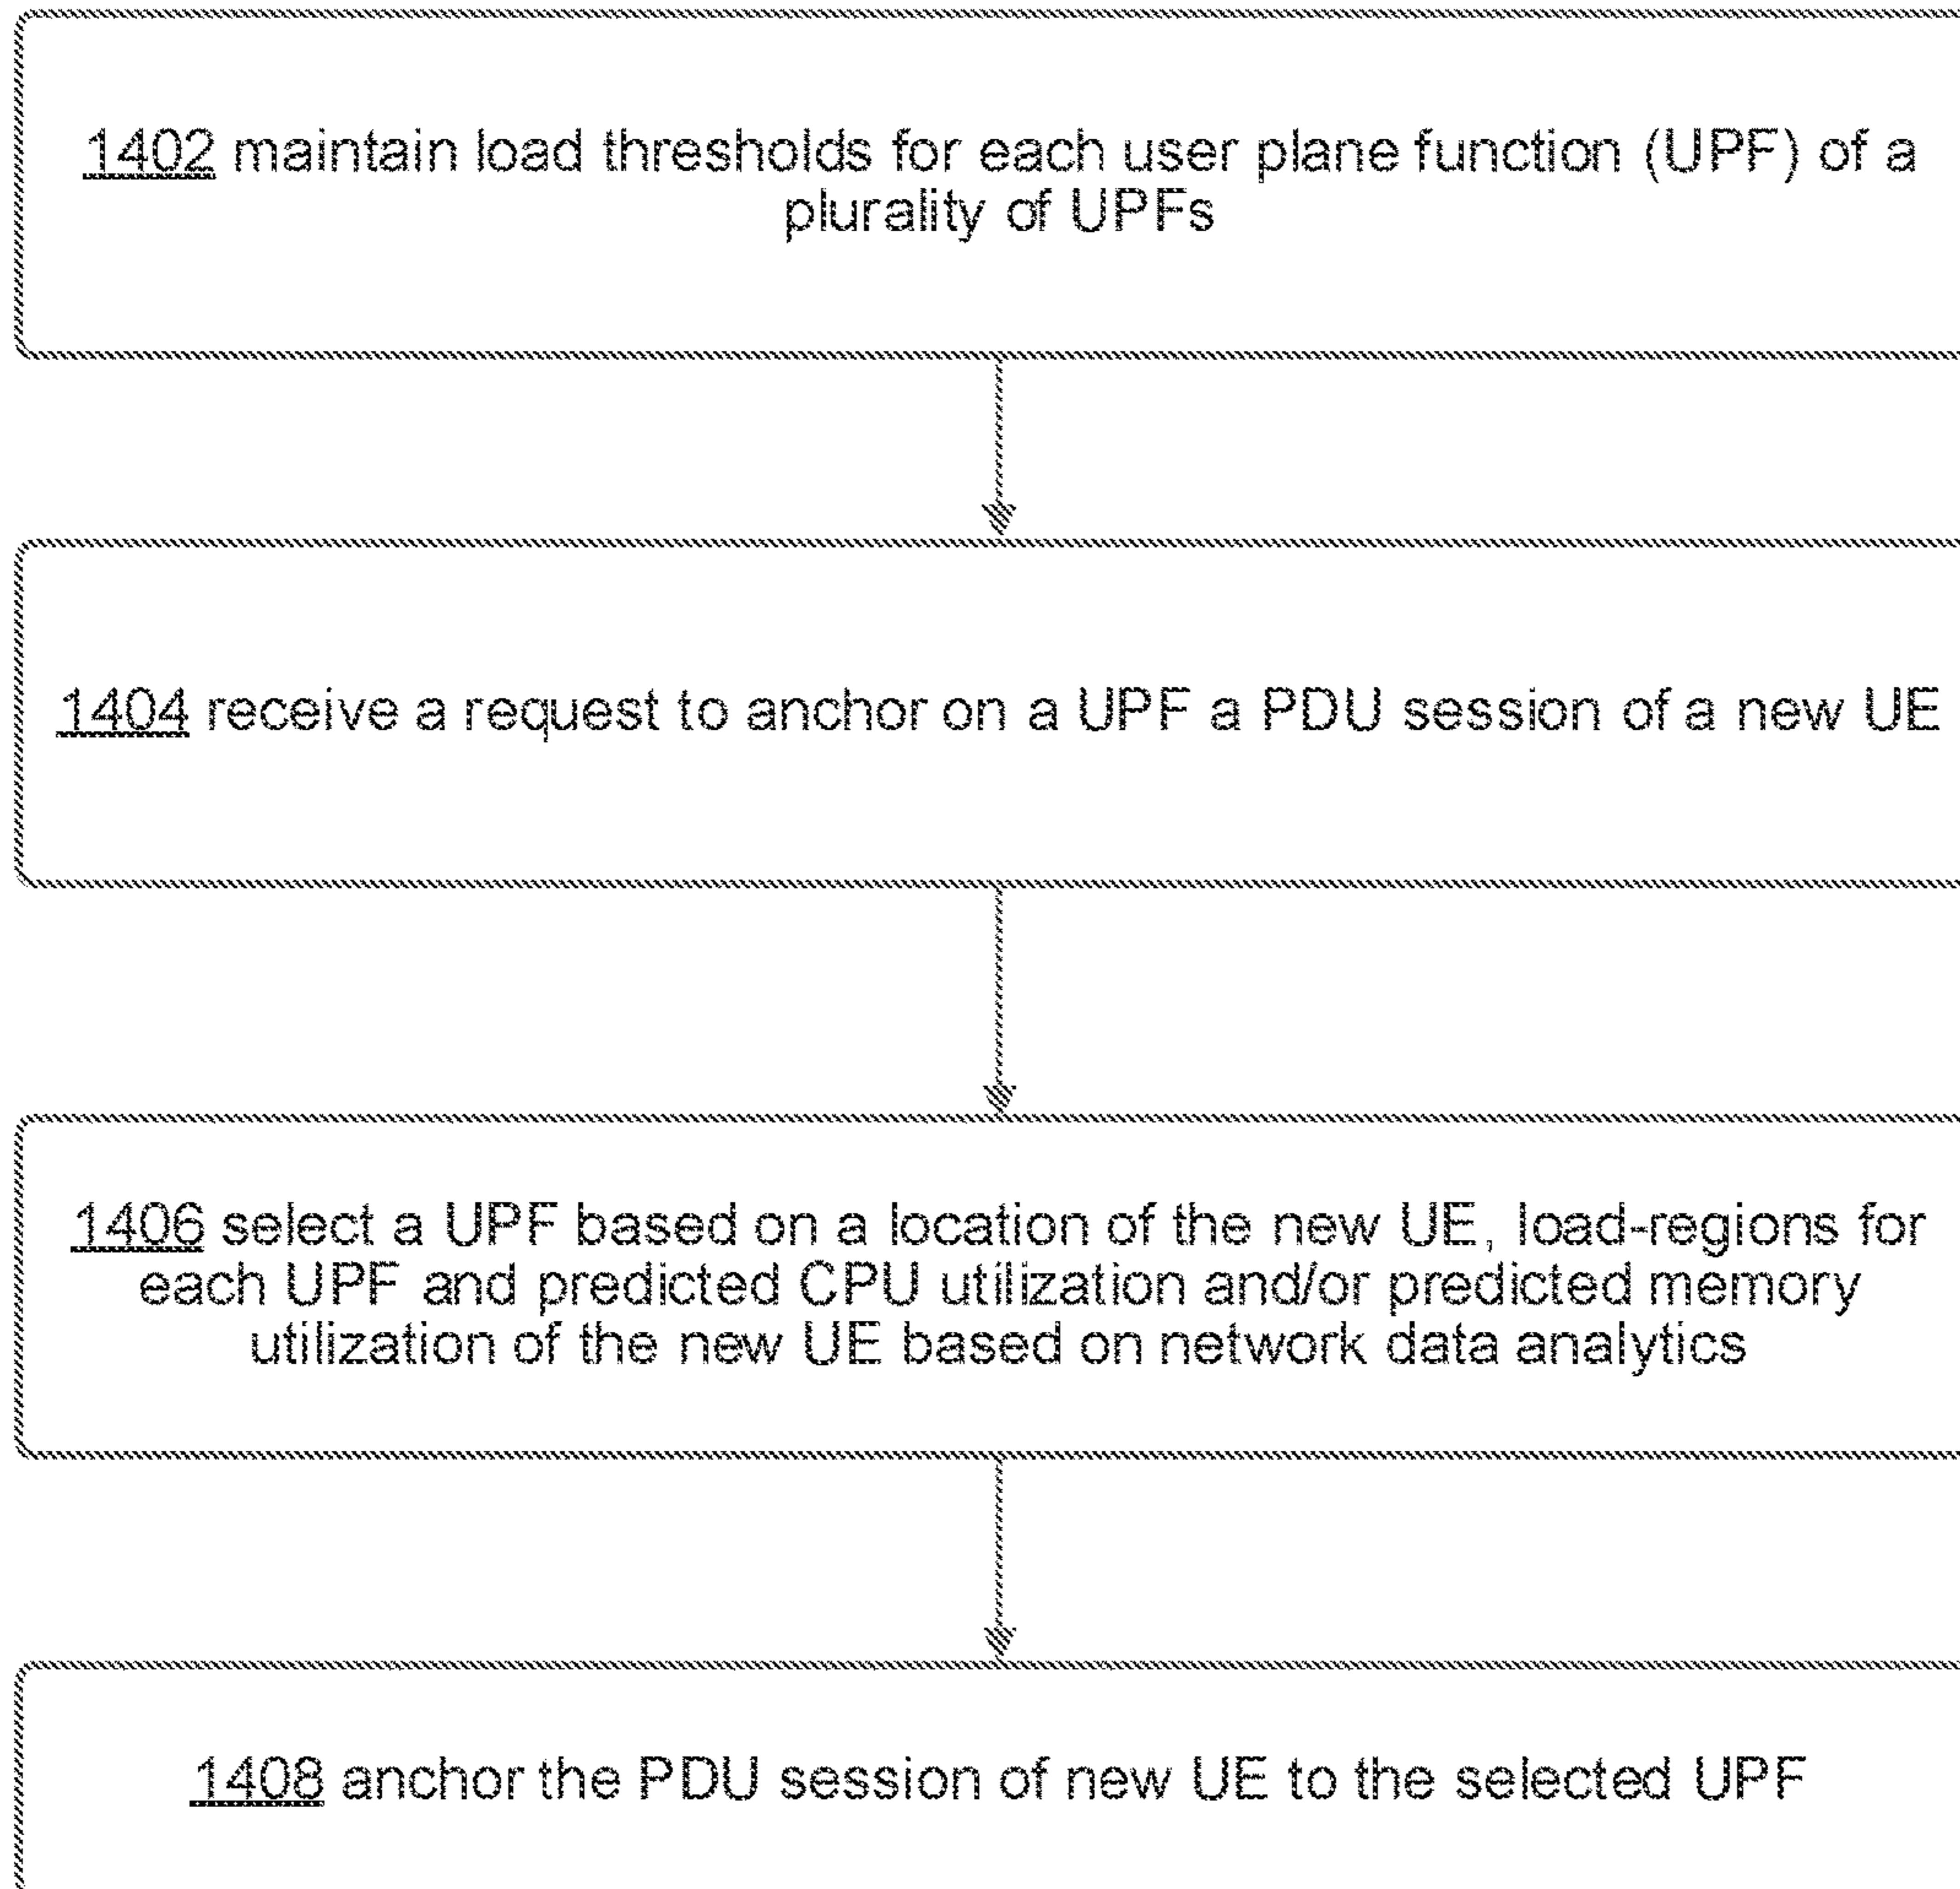 1402 maintain load thresholds for each user plane function (UPF) of a
plurality of UPFs
1404 receive a request to anchor on a UPF a PDU session of a new UE
1406 select a UPF based on a location of the new UE, load-regions for
each UPF and predicted CPU utilization and/or predicted memory
utilization of the new UE based on network data analytics
1408 anchor the PDU session of new UE to the selected UPF